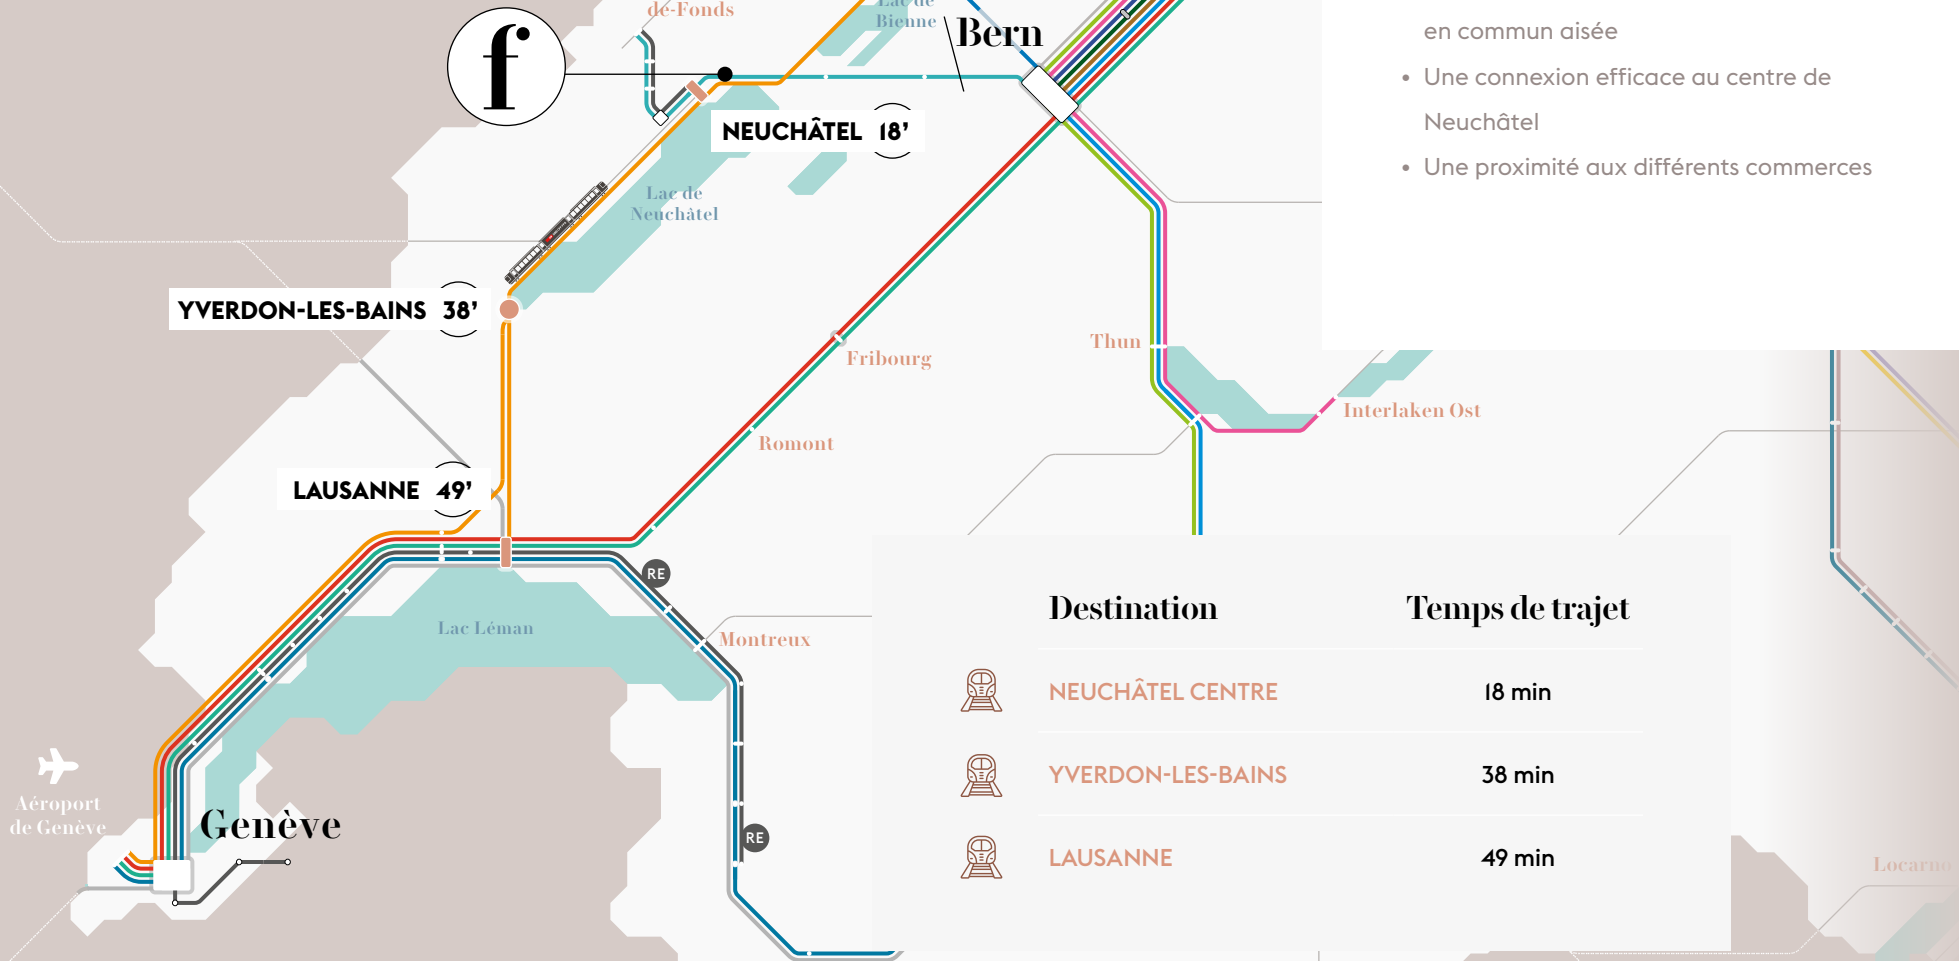 de-Fonds
Lac de
Bienne
Bern
f
en commun aisée
• Une connexion efficace au centre de
Neuchâtel
• Une proximité aux différents commerces
NEUCHÂTEL 18’
Lac de
Neuchâtel
YVERDON-LES-BAINS 38’
Thun
Fribourg
Interlaken Ost
Romont
LAUSANNE 49’
RE
Lac Léman
Montreux
Destination Temps de trajet
NEUCHÂTEL CENTRE 18 min
YVERDON-LES-BAINS 38 min
LAUSANNE 49 min
Aéroport
de Genève
Genève
RE
Locarno